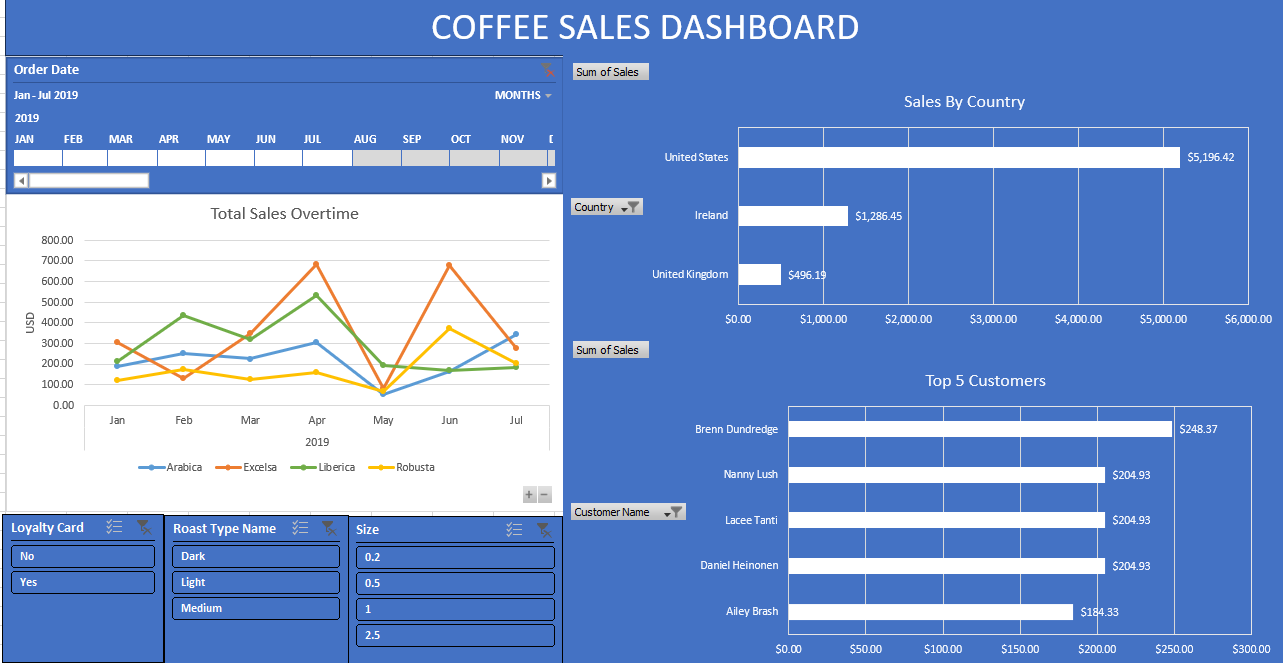 COFFEE SALES DASHBOARD
Order Date
Jan - Jul 2019
MONTHS
2019
JAN FEB MAR APR MAY JUN JUL AUG SEP OCT NOV
Total Sales Overtime
800.00
700.00
600.00
500.00
400.00
300.00
200.00
100.00
0.00
USD
Jan Feb Mar Apr May Jun Jul
2019
Arabica Excelsa Liberica Robusta
+ −
Loyalty Card
No
Yes
Roast Type Name
Dark
Light
Medium
Size
0.2
0.5
1
2.5
Sum of Sales
Sales By Country
Country
United States $5,196.42
Ireland $1,286.45
United Kingdom $496.19
$0.00 $1,000.00 $2,000.00 $3,000.00 $4,000.00 $5,000.00 $6,000.00
Sum of Sales
Top 5 Customers
Customer Name
Brenn Dundredge $248.37
Nanny Lush $204.93
Lacee Tanti $204.93
Daniel Heinonen $204.93
Ailey Brash $184.33
$0.00 $50.00 $100.00 $150.00 $200.00 $250.00 $300.00